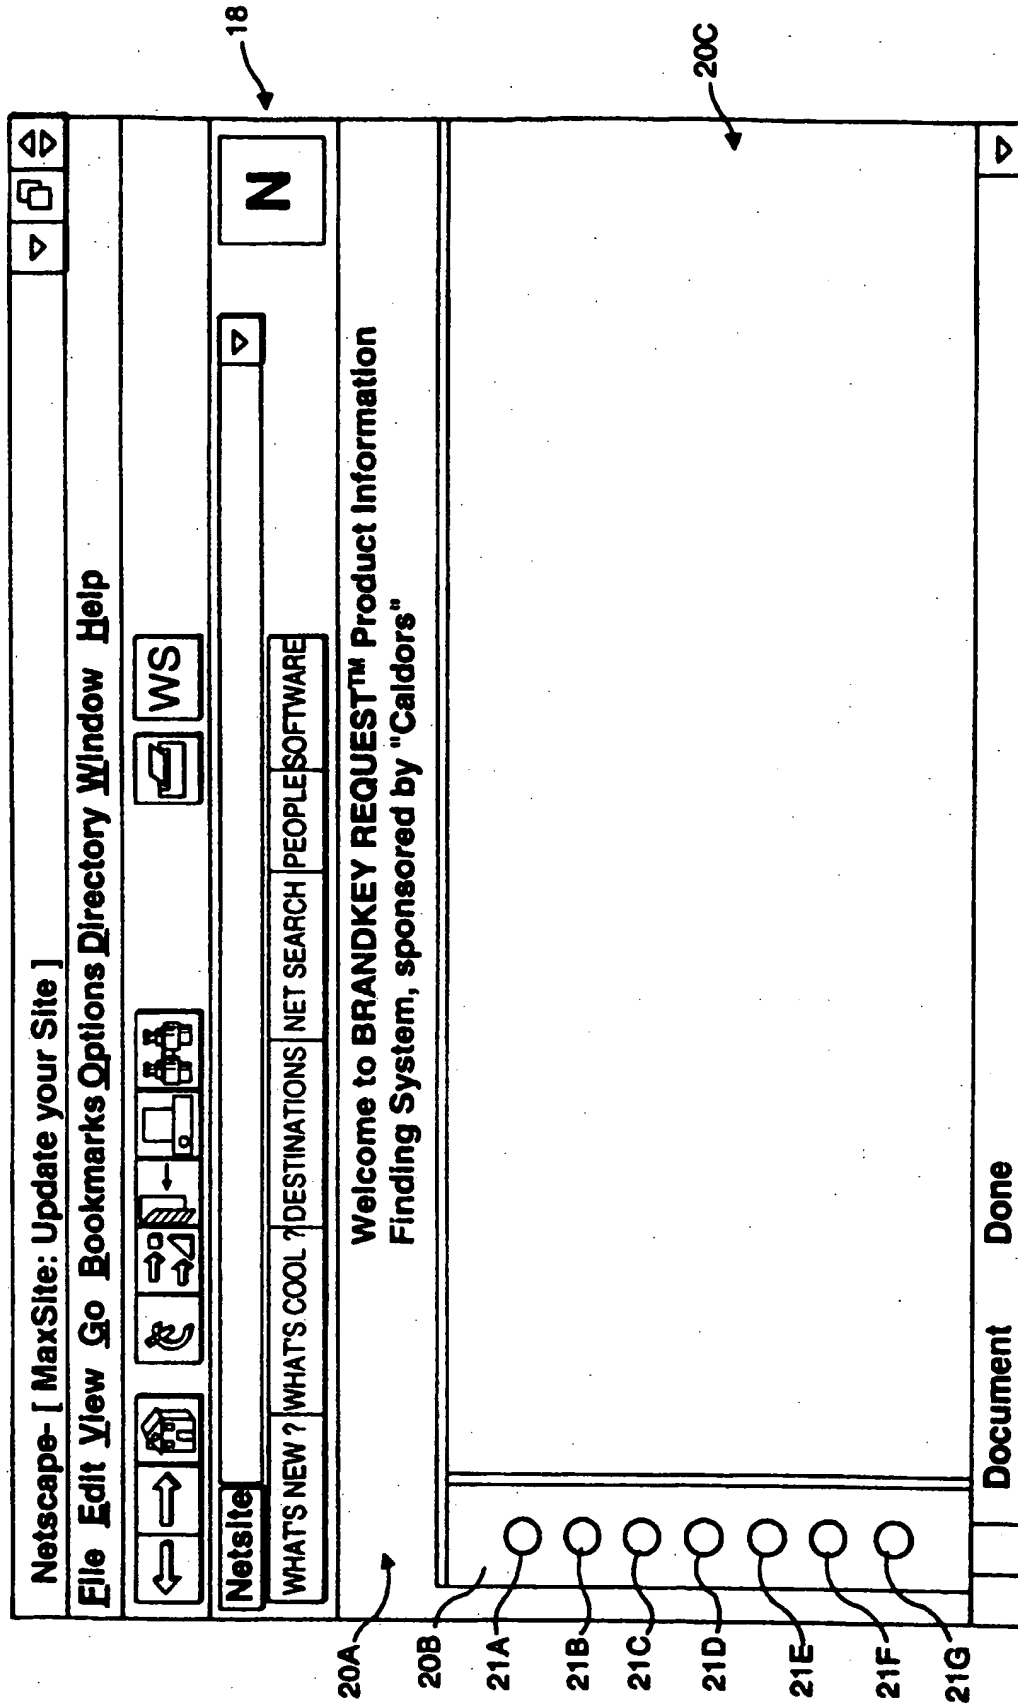 Netscape- [ MaxSite: Update your Site ]
File Edit View Go Bookmarks Options Directory Window Help
WS
Netsite
N
18
WHAT'S NEW ? WHAT'S COOL ? DESTINATIONS NET SEARCH PEOPLE SOFTWARE
Welcome to BRANDKEY REQUEST™ Product Information
Finding System, sponsored by "Caldors"
20A
20B
20C
21A
21B
21C
21D
21E
21F
21G
Document Done